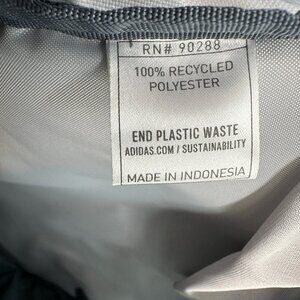 RN# 90288
100% RECYCLED
POLYESTER
END PLASTIC WASTE
ADIDAS.COM / SUSTAINABILITY
MADE IN INDONESIA